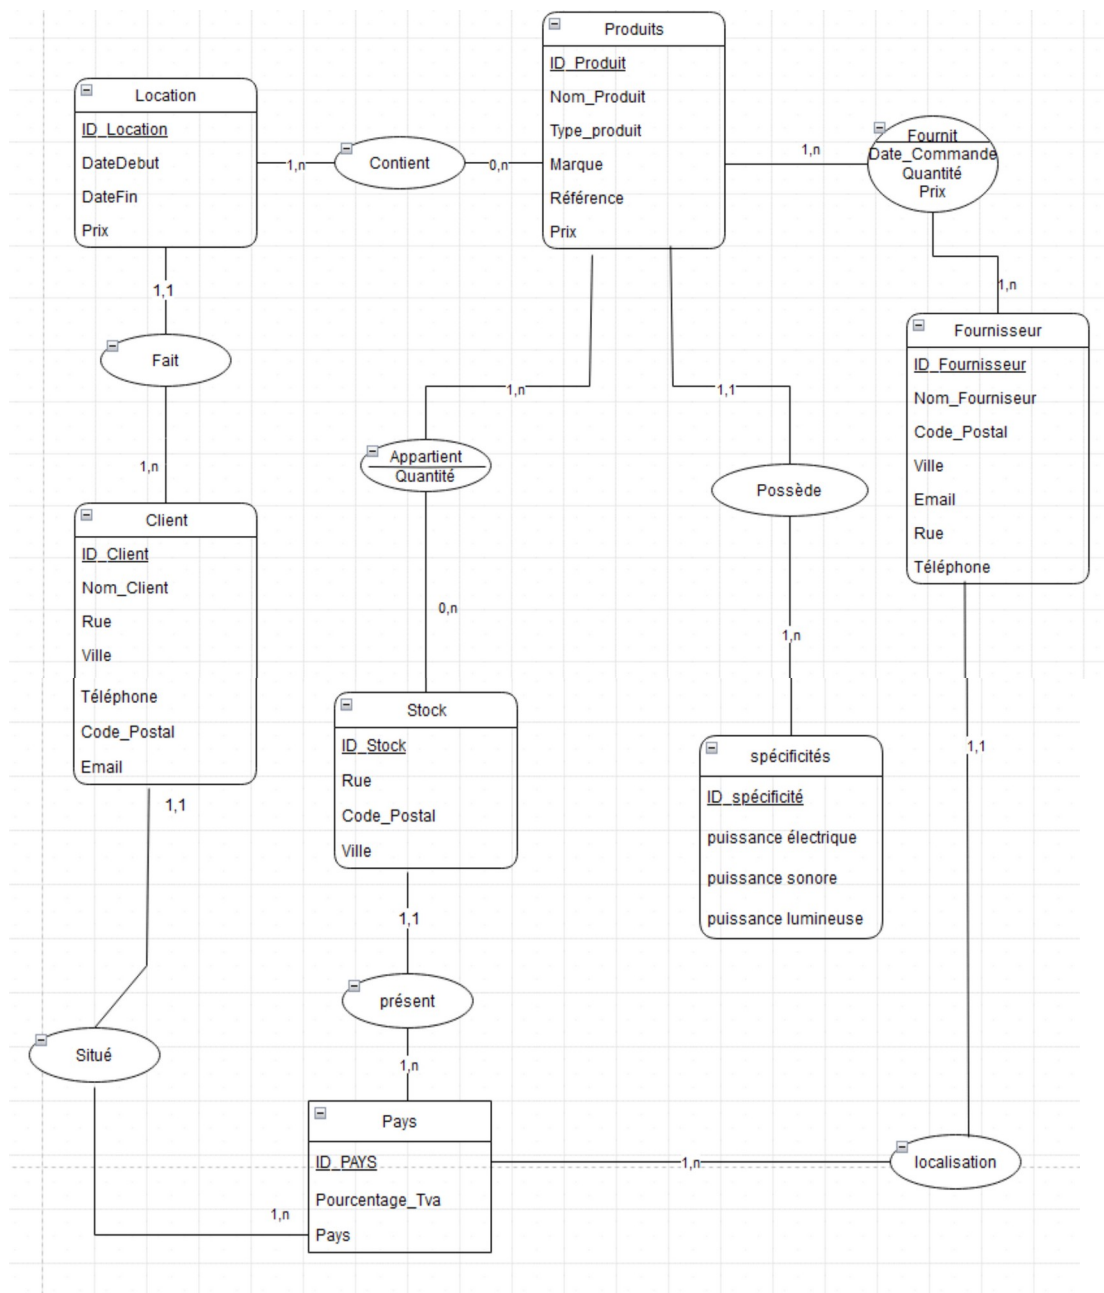 Produits
ID_Produit
Nom_Produit
Type_produit
Marque
Référence
Prix
Location
ID_Location
DateDebut
DateFin
Prix
1,n
Contient
0,n
1,n
Fournit
Date_Commande
Quantité
Prix
1,1
Fait
1,n
1,n
Fournisseur
ID_Fournisseur
Nom_Fourniseur
Code_Postal
Ville
Email
Rue
Téléphone
1,n
Appartient
Quantité
0,n
1,1
Possède
1,n
Client
ID_Client
Nom_Client
Rue
Ville
Téléphone
Code_Postal
Email
1,1
Stock
ID_Stock
Rue
Code_Postal
Ville
1,1
spécificités
ID_spécificité
puissance électrique
puissance sonore
puissance lumineuse
1,1
présent
1,n
Situé
1,n
Pays
ID_PAYS
Pourcentage_Tva
Pays
1,n
localisation